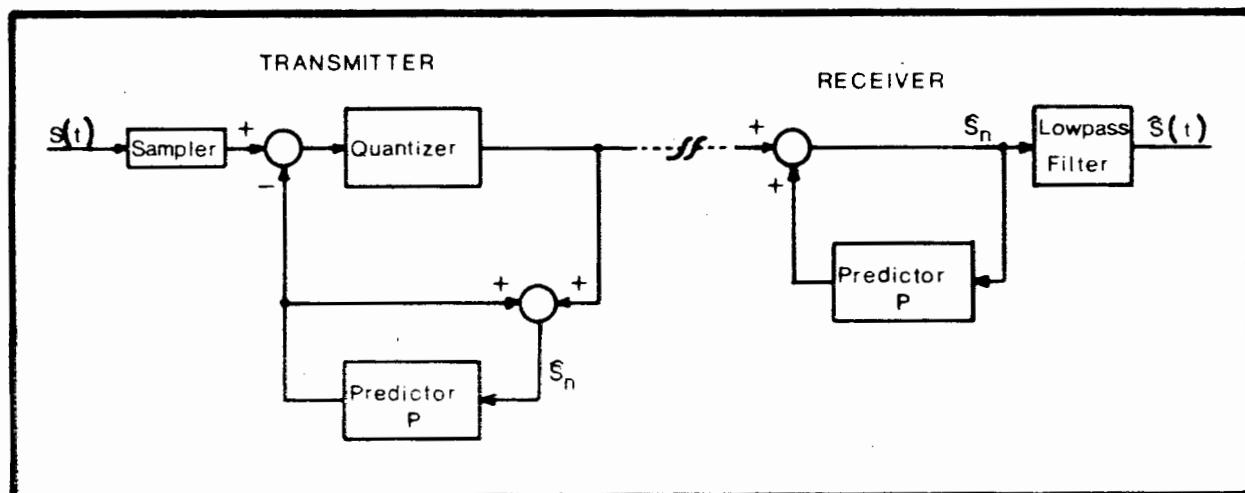 TRANSMITTER
RECEIVER
S(t)
Sampler
+
-
Quantizer
+
+
Ŝn
Predictor
P
+
+
Ŝn
Predictor
P
Lowpass
Filter
Ŝ(t)